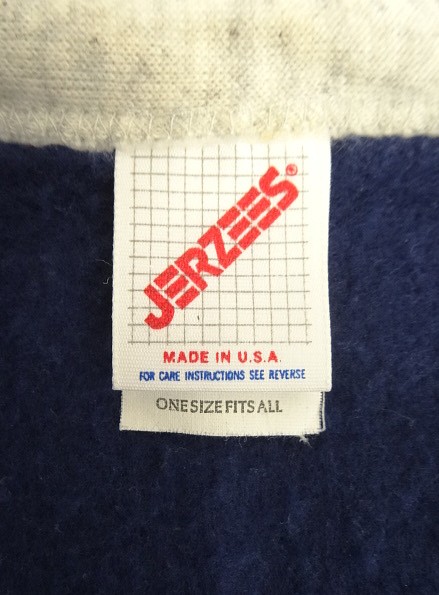 JERZEES®
MADE IN U.S.A.
FOR CARE INSTRUCTIONS SEE REVERSE
ONE SIZE FITS ALL